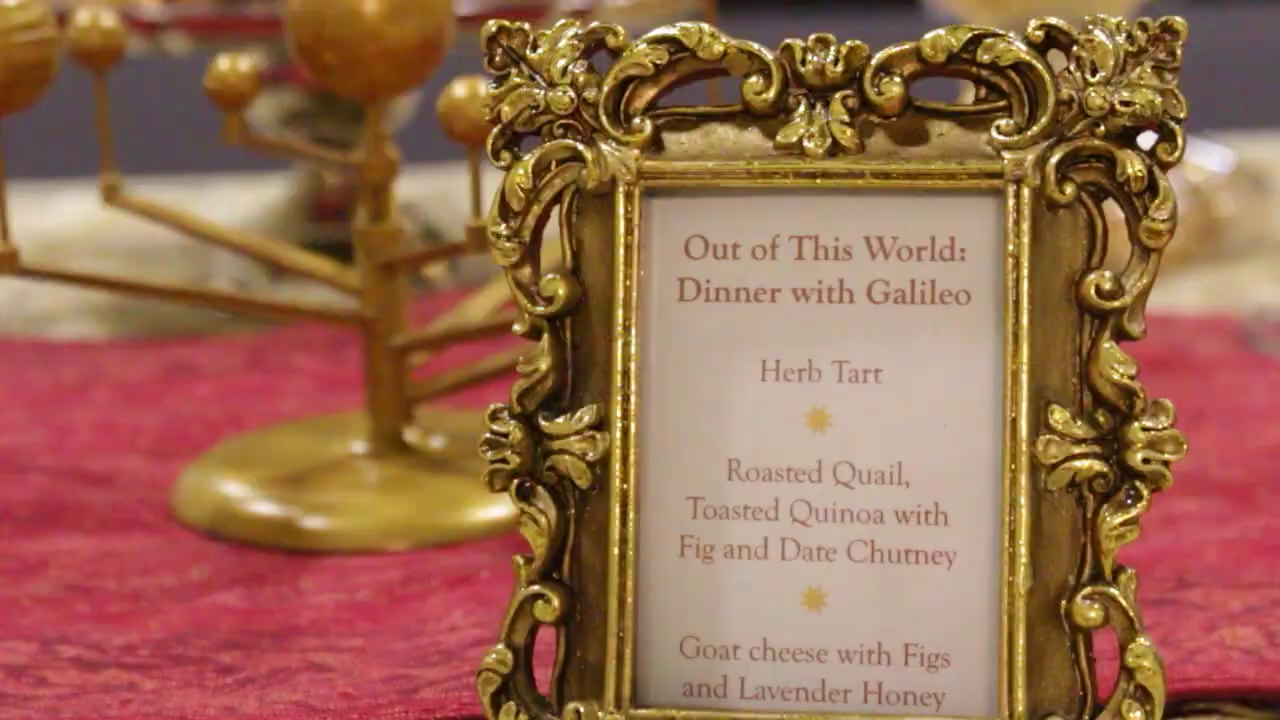 Out of This World:
Dinner with Galileo
Herb Tart
Roasted Quail,
Toasted Quinoa with
Fig and Date Chutney
Goat cheese with Figs
and Lavender Honey